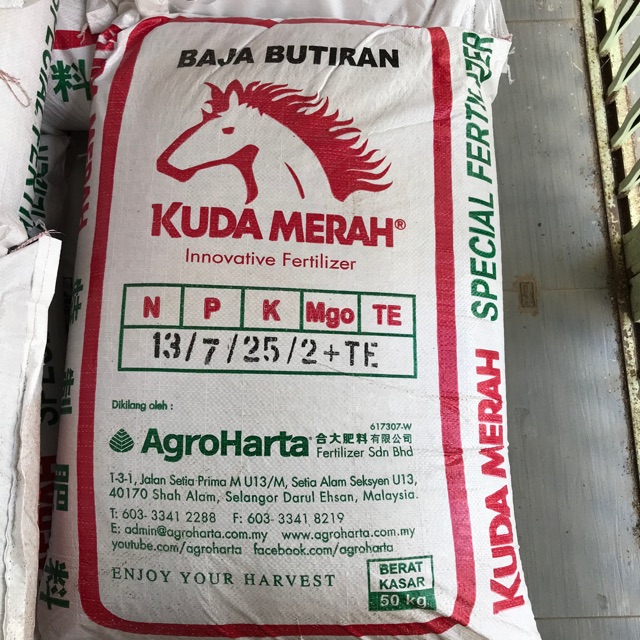 BAJA BUTIRAN
KUDA MERAH®
Innovative Fertilizer
N P K Mgo TE
13/7/25/2+TE
Dikilang oleh :
617307-W
AgroHarta 合大肥料有限公司
Fertilizer Sdn Bhd
1-3-1, Jalan Setia Prima M U13/M, Setia Alam Seksyen U13,
40170 Shah Alam, Selangor Darul Ehsan, Malaysia.
T: 603- 3341 2288 F: 603- 3341 8219
E: admin@agroharta.com.my www.agroharta.com.my
youtube.com/agroharta facebook.com/agroharta
ENJOY YOUR HARVEST
BERAT
KASAR
50 kg
KUDA MERAH SPECIAL FERTILIZER